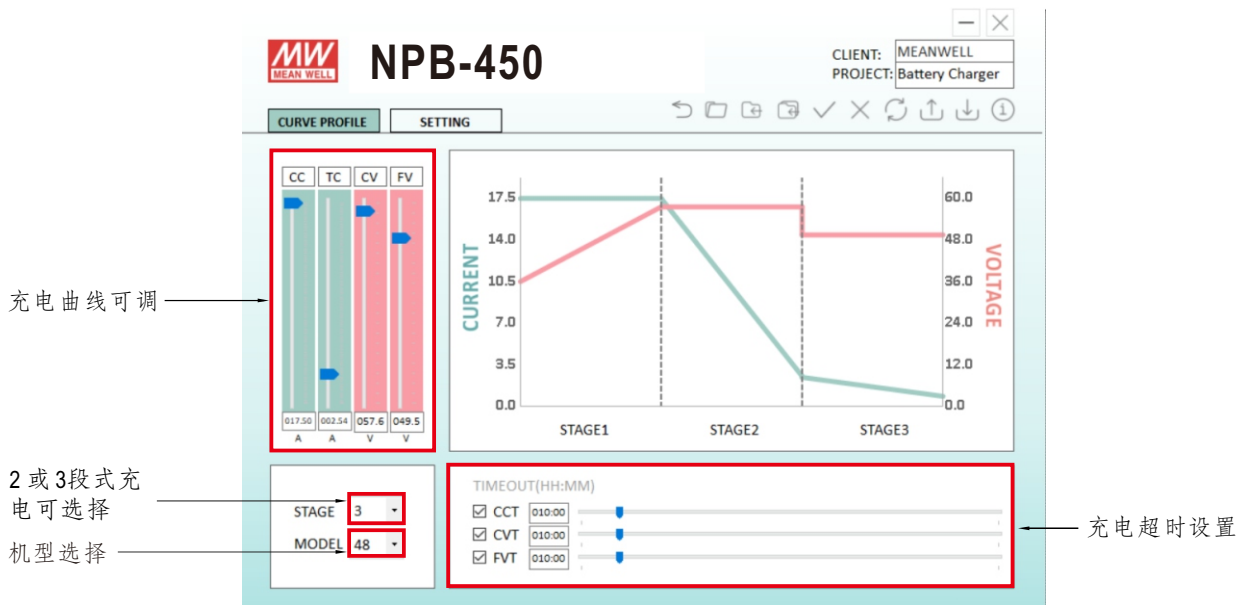 MW
MEAN WELL
NPB-450
CLIENT: MEANWELL
PROJECT: Battery Charger
CURVE PROFILE SETTING
CC TC CV FV
017.50 002.54 057.6 049.5
A A V V
充电曲线可调
CURRENT
17.5
14.0
10.5
7.0
3.5
0.0
60.0
48.0
36.0
24.0
12.0
0.0
VOLTAGE
STAGE1 STAGE2 STAGE3
2 或 3段式充
电可选择
机型选择
STAGE 3
MODEL 48
TIMEOUT(HH:MM)
CCT 010:00
CVT 010:00
FVT 010:00
充电超时设置